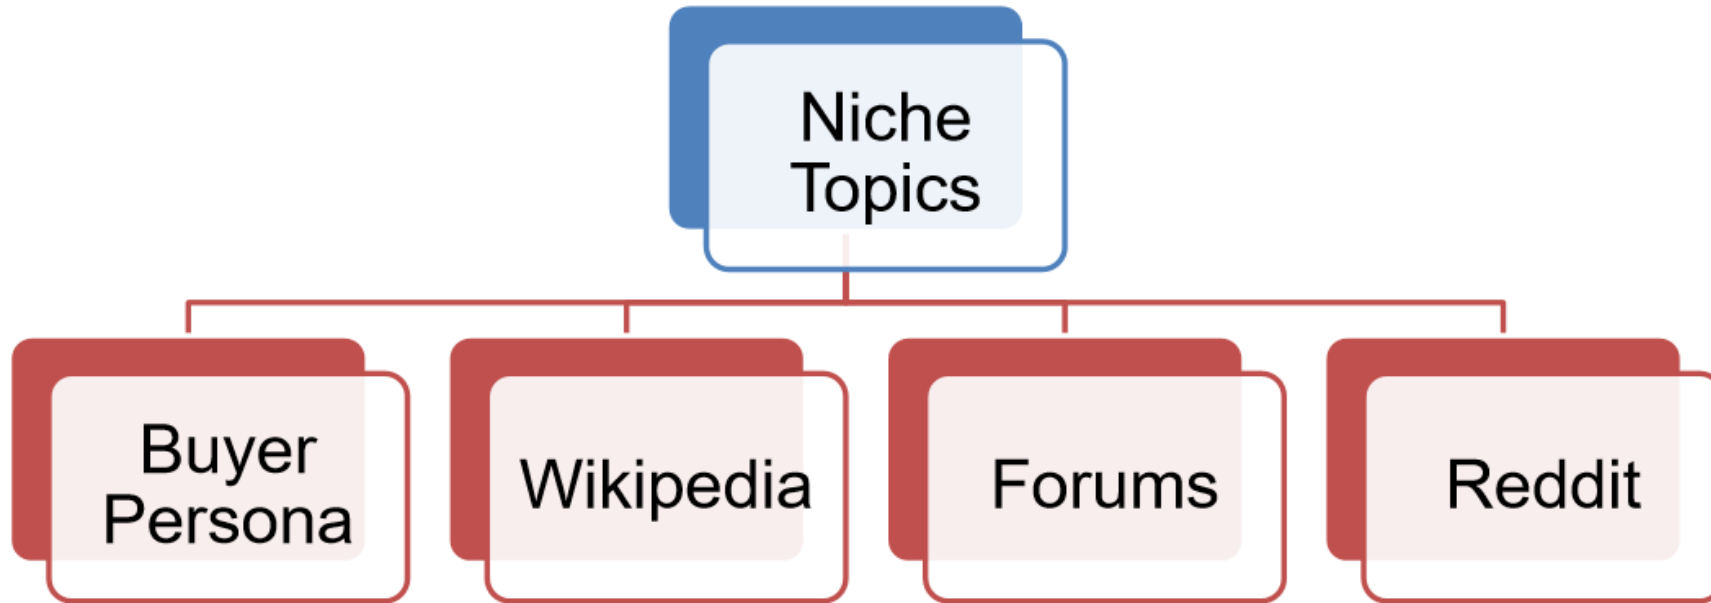 Niche
Topics
Buyer
Persona
Wikipedia
Forums
Reddit